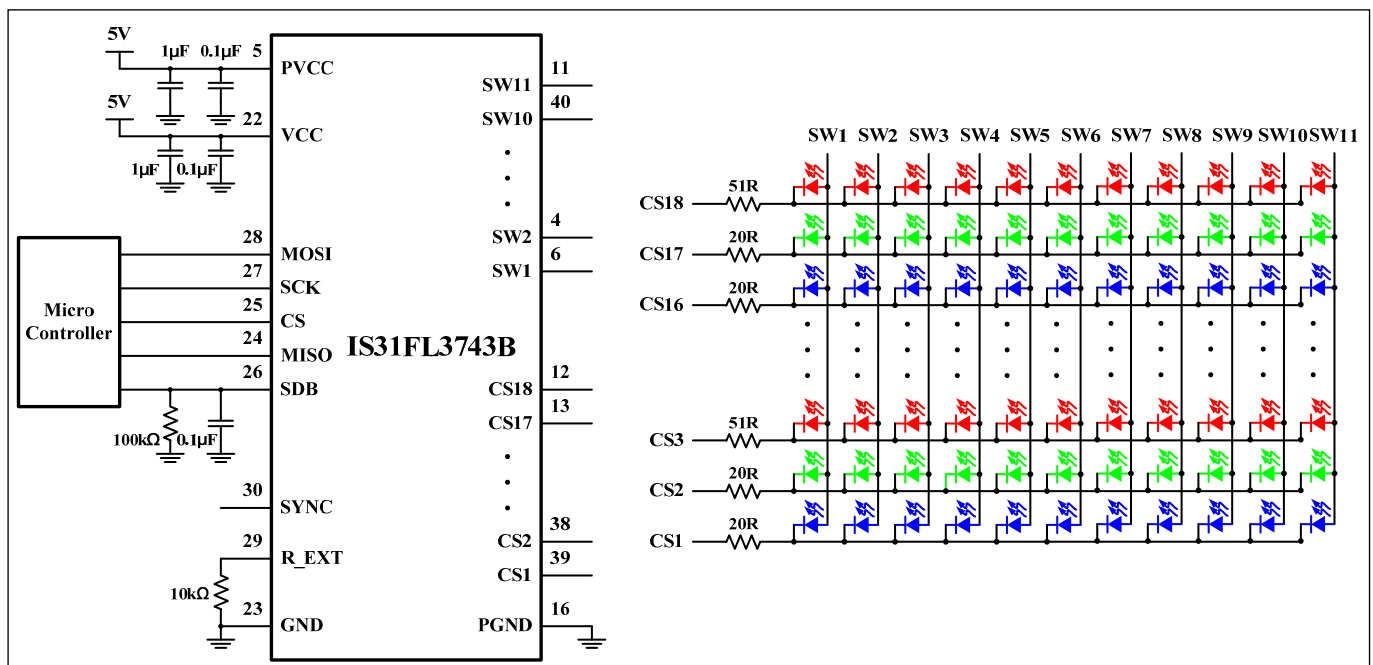 5V
1µF 0.1µF 5
PVCC
11
SW11
40
SW10
5V
22
VCC
1µF 0.1µF
4
SW2
6
SW1
28
MOSI
27
SCK
25
CS
24
MISO
26
SDB
Micro
Controller
IS31FL3743B
100kΩ 0.1µF
12
CS18
13
CS17
30
SYNC
29
R_EXT
10kΩ
23
GND
38
CS2
39
CS1
16
PGND
SW1 SW2 SW3 SW4 SW5 SW6 SW7 SW8 SW9 SW10 SW11
51R
CS18
20R
CS17
20R
CS16
51R
CS3
20R
CS2
20R
CS1